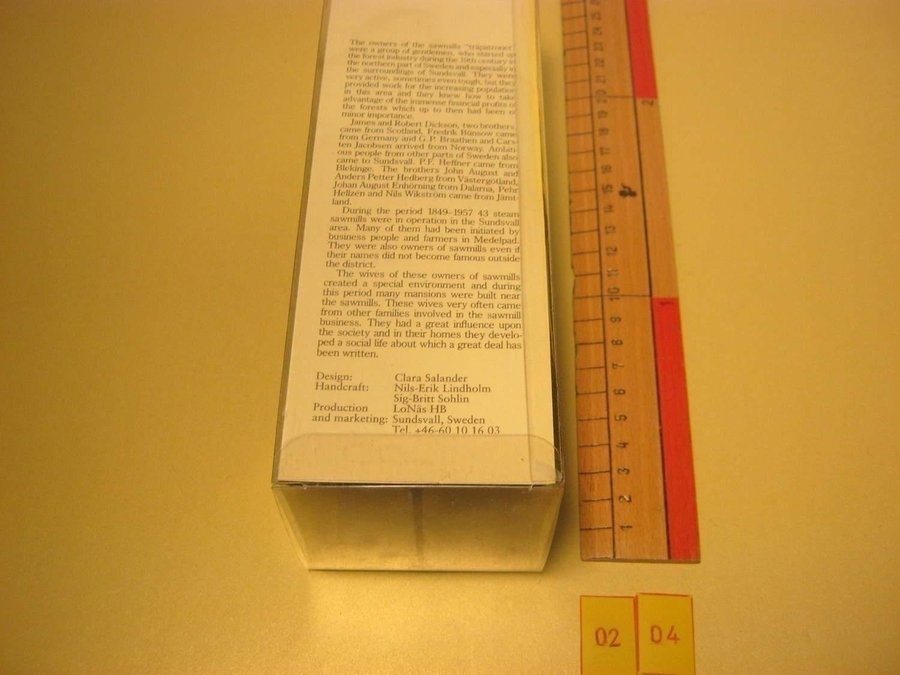 The owners of the sawmills "träpatroner"
were a group of gentlemen, who started up
the forest industry during the 19th century in
the northern part of Sweden and especially in
the surroundings of Sundsvall. They were
very active, sometimes even tough, but they
provided work for the increasing population
in this area and they knew how to take
advantage of the immense financial profits of
the forests which up to then had been of
minor importance.
James and Robert Dickson, two brothers,
came from Scotland, Fredrik Bünsow came
from Germany and G.P. Braathen and Cars-
ten Jacobsen arrived from Norway. Ambiti-
ous people from other parts of Sweden also
came to Sundsvall. P.F. Heffner came from
Blekinge. The brothers John August and
Anders Petter Hedberg from Västergötland,
Johan August Enhörning from Dalarna, Pehr
Hellzén and Nils Wikström came from Jämt-
land.
During the period 1849-1957 43 steam
sawmills were in operation in the Sundsvall
area. Many of them had been initiated by
business people and farmers in Medelpad.
They were also owners of sawmills even if
their names did not become famous outside
the district.
The wives of these owners of sawmills
created a special environment and during
this period many mansions were built near
the sawmills. These wives very often came
from other families involved in the sawmill
business. They had a great influence upon
the society and in their homes they develo-
ped a social life about which a great deal has
been written.
Design: Clara Salander
Handcraft: Nils-Erik Lindholm
Sig-Britt Sohlin
Production LoNäs HB
and marketing: Sundsvall, Sweden
Tel. +46-60 10 16 03
25 24 23 22 21 20 19 18 17 16 15 14 13 12 11 10 9 8 7 6 5 4 3 2 1
2
1
02 04